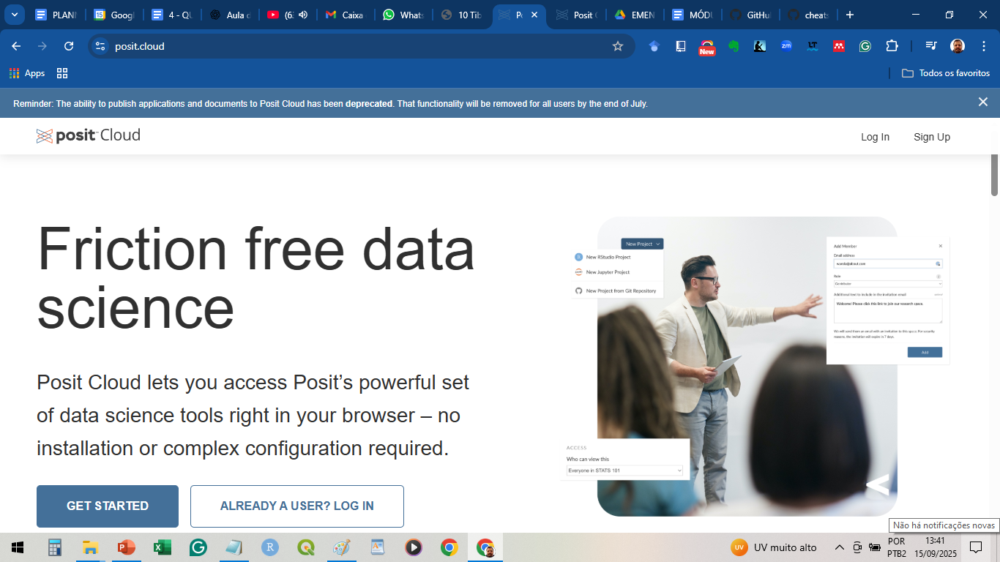 PLAN
Googl
4 - QU
Aula d
(6
Caixa
Whats
10 Tib
P
Posit C
EMEN
MÓDU
GitHu
cheats
posit.cloud
New
Apps
Todos os favoritos
Reminder: The ability to publish applications and documents to Posit Cloud has been deprecated. That functionality will be removed for all users by the end of July.
posit Cloud
Log In
Sign Up
Friction free data
science
Posit Cloud lets you access Posit’s powerful set
of data science tools right in your browser – no
installation or complex configuration required.
GET STARTED
ALREADY A USER? LOG IN
New Project
New RStudio Project
New Jupyter Project
New Project from Git Repository
Add Member
Email address
wanda@about.com
Role
Contributor
Additional text to include in the invitation email
Welcome! Please click this link to join our research space.
We will send them an email with an invitation to this space. For security
reasons, the invitation will expire in 7 days.
Add
ACCESS
Who can view this
Everyone in STATS 101
Não há notificações novas
UV
UV muito alto
POR
PTB2
13:41
15/09/2025